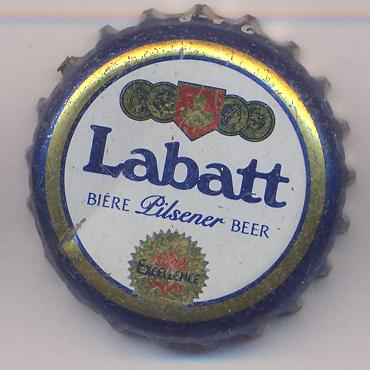 Labatt
BIÈRE Pilsener BEER
EXCELLENCE